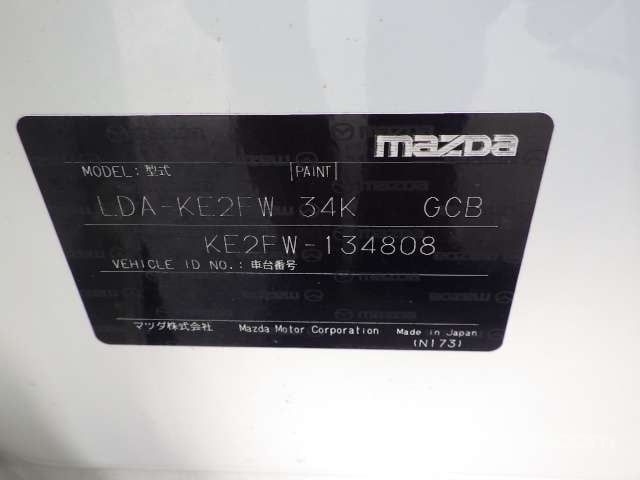 mazda
MODEL: 型式 |PAINT|
LDA-KE2FW 34K GCB
KE2FW-134808
VEHICLE ID NO.: 車台番号
マツダ株式会社 Mazda Motor Corporation Made in Japan
(N173)